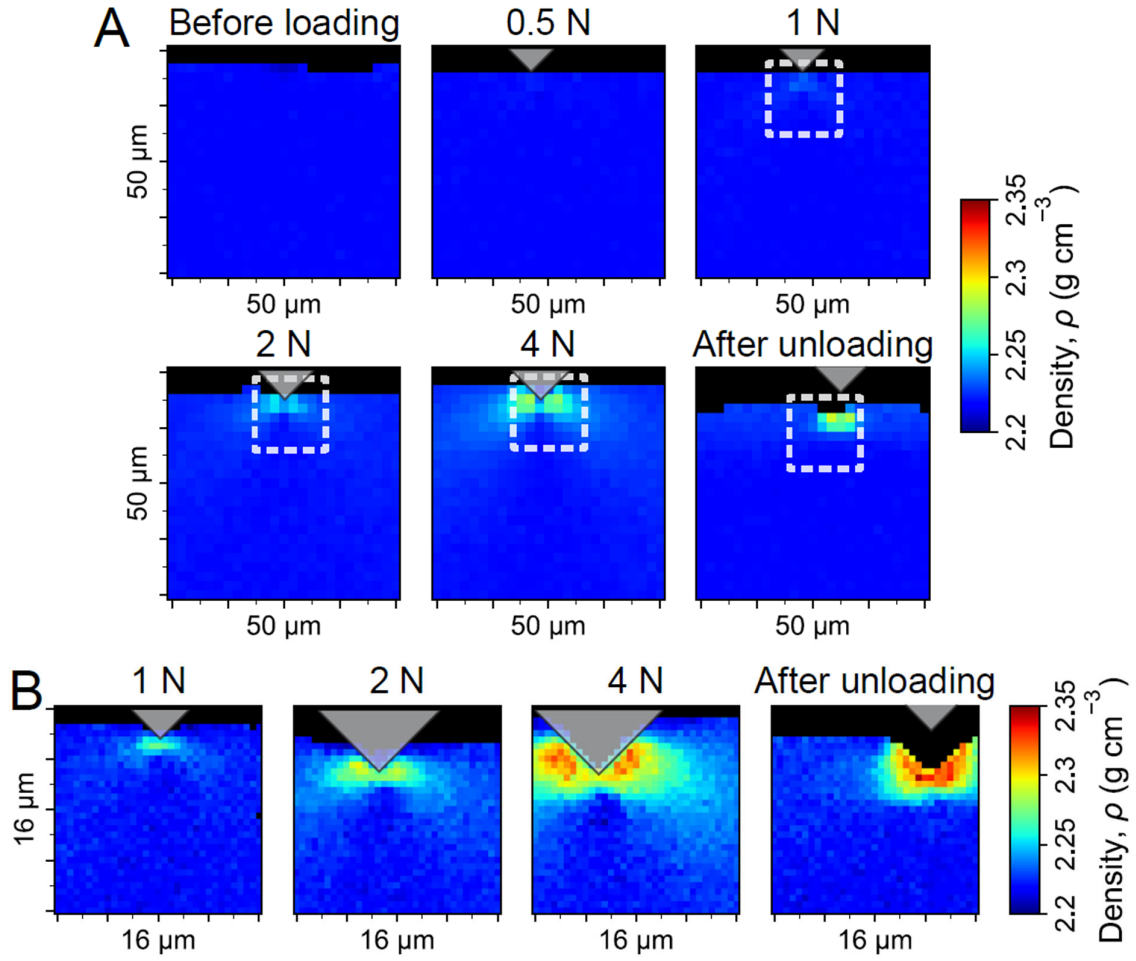 A
Before loading
0.5 N
1 N
50 µm
50 µm
50 µm
50 µm
2.35
2.3
2.25
2.2
Density, ρ (g cm⁻³)
2 N
4 N
After unloading
50 µm
50 µm
50 µm
50 µm
B
1 N
2 N
4 N
After unloading
16 µm
16 µm
16 µm
16 µm
16 µm
2.35
2.3
2.25
2.2
Density, ρ (g cm⁻³)